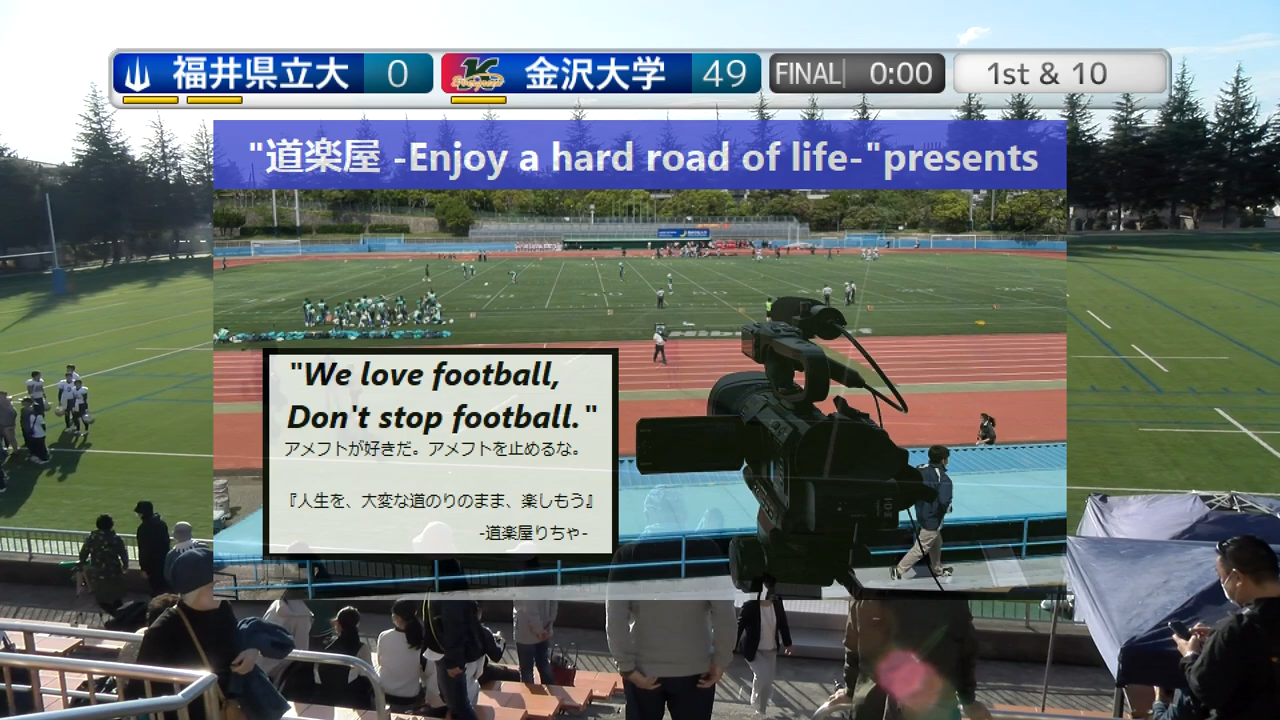 福井県立大 0 金沢大学 49 FINAL 0:00 1st & 10
"道楽屋 -Enjoy a hard road of life-"presents
"We love football,
Don't stop football."
アメフトが好きだ。アメフトを止めるな。
『人生を、大変な道のりのまま、楽しもう』
-道楽屋りちゃ-